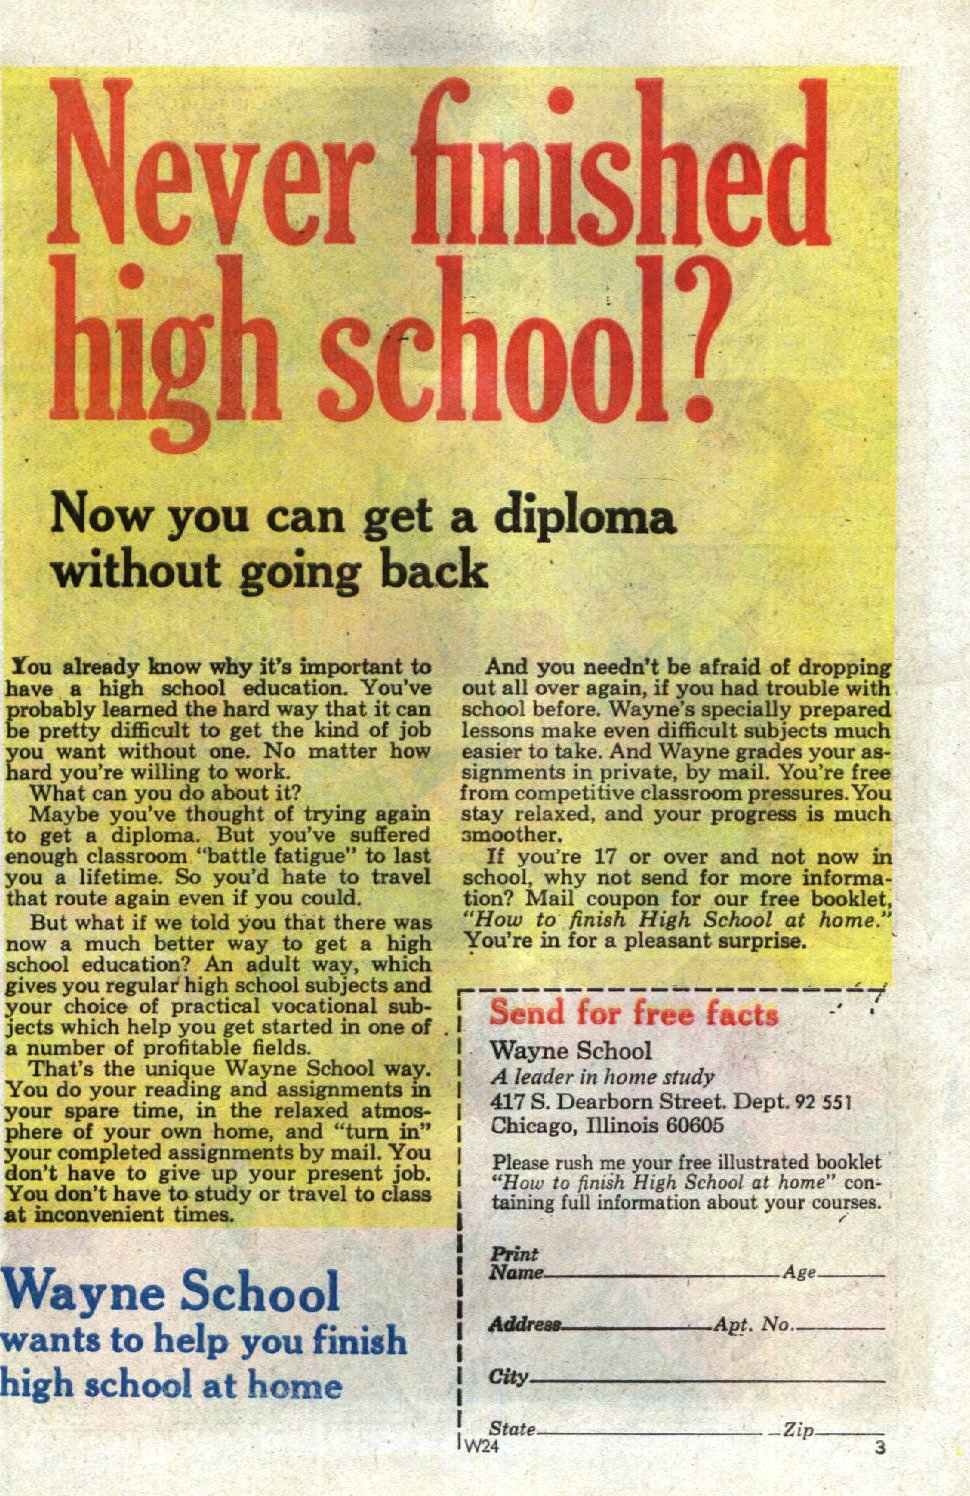 Never finished
high school?
Now you can get a diploma
without going back
You already know why it's important to
have a high school education. You've
probably learned the hard way that it can
be pretty difficult to get the kind of job
you want without one. No matter how
hard you're willing to work.
What can you do about it?
Maybe you've thought of trying again
to get a diploma. But you've suffered
enough classroom "battle fatigue" to last
you a lifetime. So you'd hate to travel
that route again even if you could.
But what if we told you that there was
now a much better way to get a high
school education? An adult way, which
gives you regular high school subjects and
your choice of practical vocational sub-
jects which help you get started in one of
a number of profitable fields.
That's the unique Wayne School way.
You do your reading and assignments in
your spare time, in the relaxed atmos-
phere of your own home, and "turn in"
your completed assignments by mail. You
don't have to give up your present job.
You don't have to study or travel to class
at inconvenient times.
And you needn't be afraid of dropping
out all over again, if you had trouble with
school before. Wayne's specially prepared
lessons make even difficult subjects much
easier to take. And Wayne grades your as-
signments in private, by mail. You're free
from competitive classroom pressures. You
stay relaxed, and your progress is much
smoother.
If you're 17 or over and not now in
school, why not send for more informa-
tion? Mail coupon for our free booklet,
"How to finish High School at home."
You're in for a pleasant surprise.
Wayne School
wants to help you finish
high school at home
Send for free facts
Wayne School
A leader in home study
417 S. Dearborn Street. Dept. 92 551
Chicago, Illinois 60605
Please rush me your free illustrated booklet
"How to finish High School at home" con-
taining full information about your courses.
Print
Name Age
Address Apt. No.
City
State Zip
W24 3